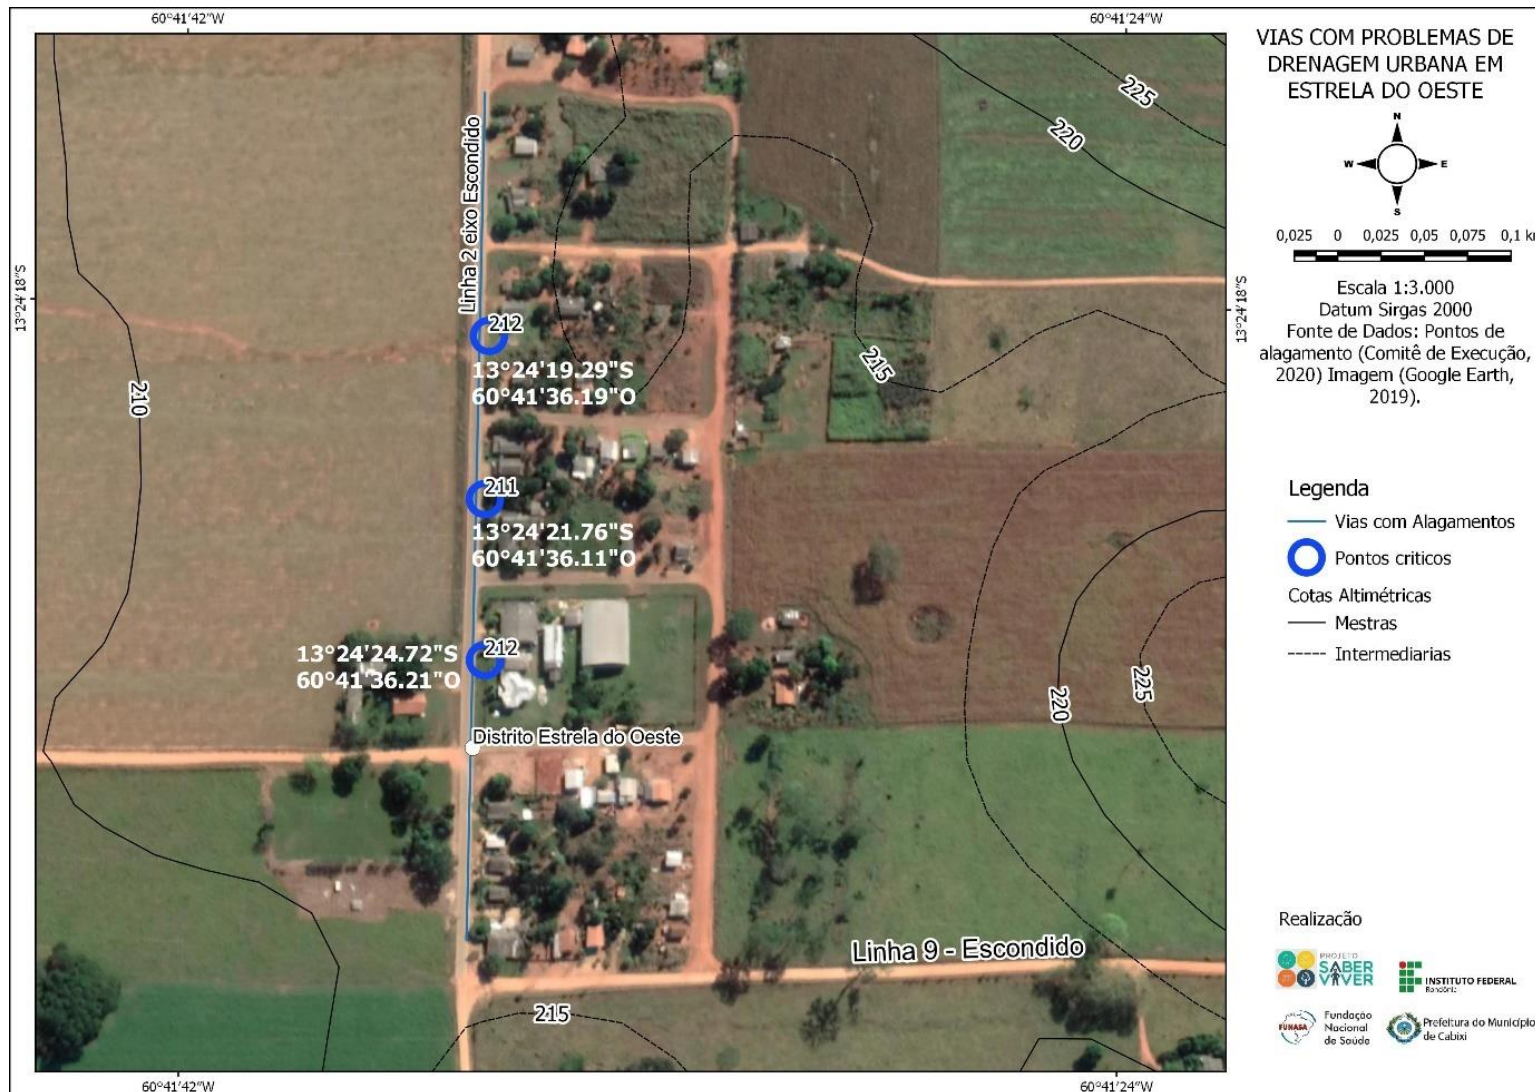 60°41'42"W
60°41'24"W
VIAS COM PROBLEMAS DE
DRENAGEM URBANA EM
ESTRELA DO OESTE
N
W
E
S
0,025 0 0,025 0,05 0,075 0,1 km
Escala 1:3.000
Datum Sirgas 2000
Fonte de Dados: Pontos de
alagamento (Comitê de Execução,
2020) Imagem (Google Earth,
2019).
Legenda
Vias com Alagamentos
Pontos criticos
Cotas Altimétricas
Mestras
Intermediarias
Realização
PROJETO
SABER
VIVER
INSTITUTO FEDERAL
Rondônia
FUNASA
Fundação
Nacional
de Saúde
Prefeitura do Município
de Cabixi
13°24'18"S
13°24'18"S
225
220
Linha 2 eixo Escondido
212
13°24'19.29"S
60°41'36.19"O
215
210
211
13°24'21.76"S
60°41'36.11"O
212
13°24'24.72"S
60°41'36.21"O
220
225
Distrito Estrela do Oeste
Linha 9 - Escondido
215
60°41'42"W
60°41'24"W